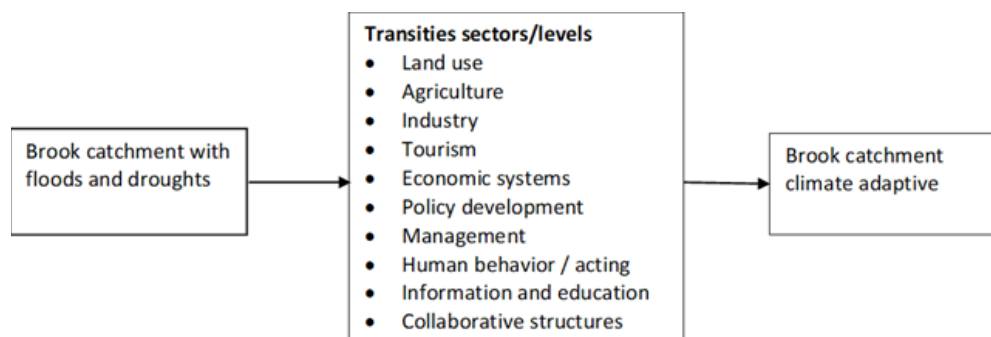 Brook catchment with
floods and droughts
Transities sectors/levels
• Land use
• Agriculture
• Industry
• Tourism
• Economic systems
• Policy development
• Management
• Human behavior / acting
• Information and education
• Collaborative structures
Brook catchment
climate adaptive